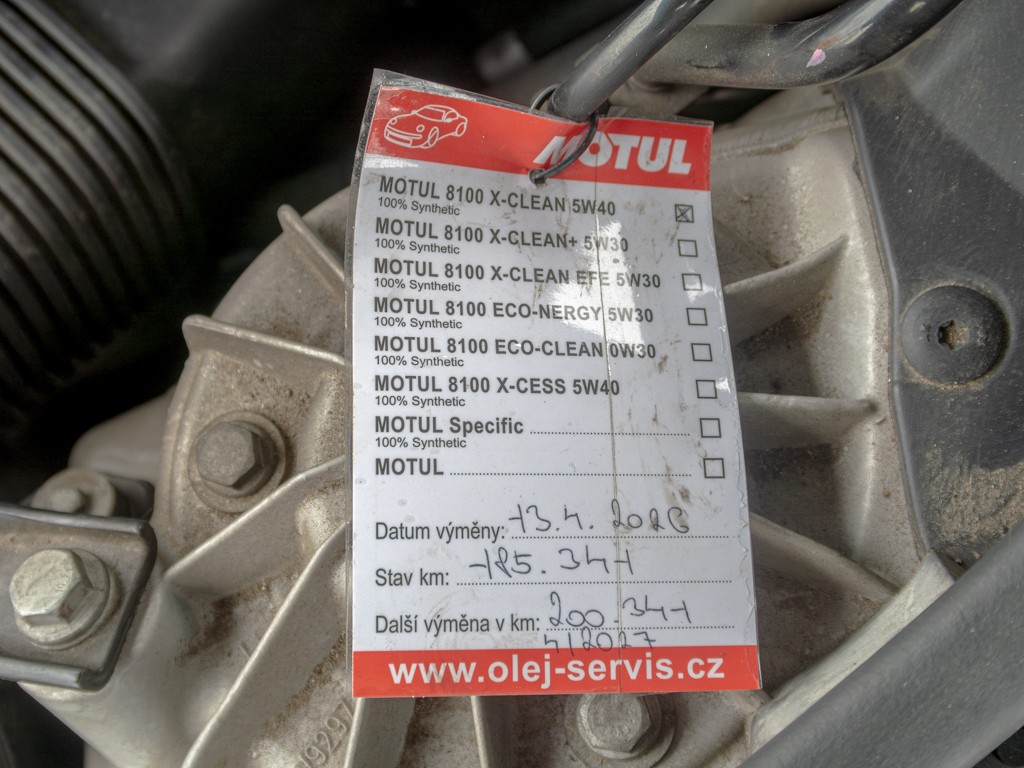 MOTUL
MOTUL 8100 X-CLEAN 5W40
100% Synthetic
MOTUL 8100 X-CLEAN+ 5W30
100% Synthetic
MOTUL 8100 X-CLEAN EFE 5W30
100% Synthetic
MOTUL 8100 ECO-NERGY 5W30
100% Synthetic
MOTUL 8100 ECO-CLEAN 0W30
100% Synthetic
MOTUL 8100 X-CESS 5W40
100% Synthetic
MOTUL Specific
100% Synthetic
MOTUL
Datum výměny: 13.4. 2026
Stav km: 185.341
Další výměna v km: 200.341
4/2027
www.olej-servis.cz